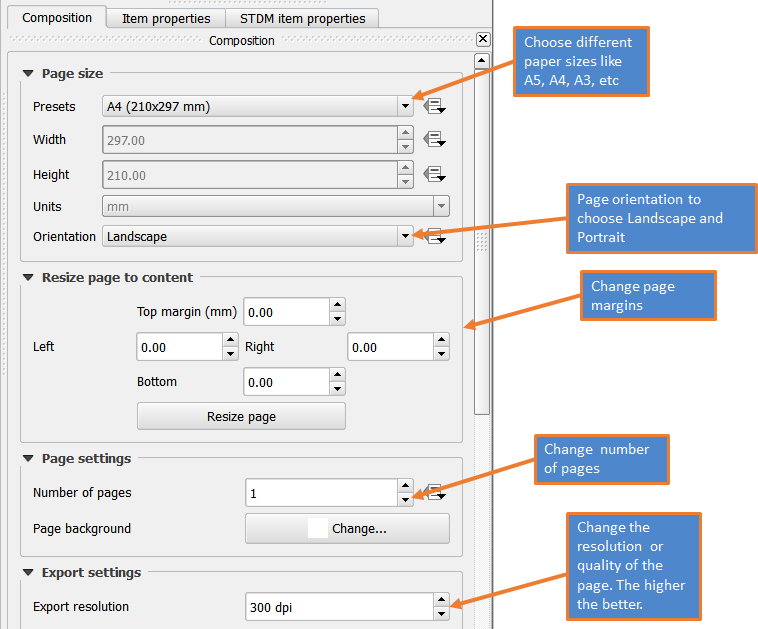 Composition Item properties STDM item properties
Composition
Page size
Presets A4 (210x297 mm)
Width 297.00
Height 210.00
Units mm
Orientation Landscape
Resize page to content
Top margin (mm) 0.00
Left 0.00 Right 0.00
Bottom 0.00
Resize page
Page settings
Number of pages 1
Page background Change...
Export settings
Export resolution 300 dpi
Choose different
paper sizes like
A5, A4, A3, etc
Page orientation to
choose Landscape and
Portrait
Change page
margins
Change number
of pages
Change the
resolution or
quality of the
page. The higher
the better.